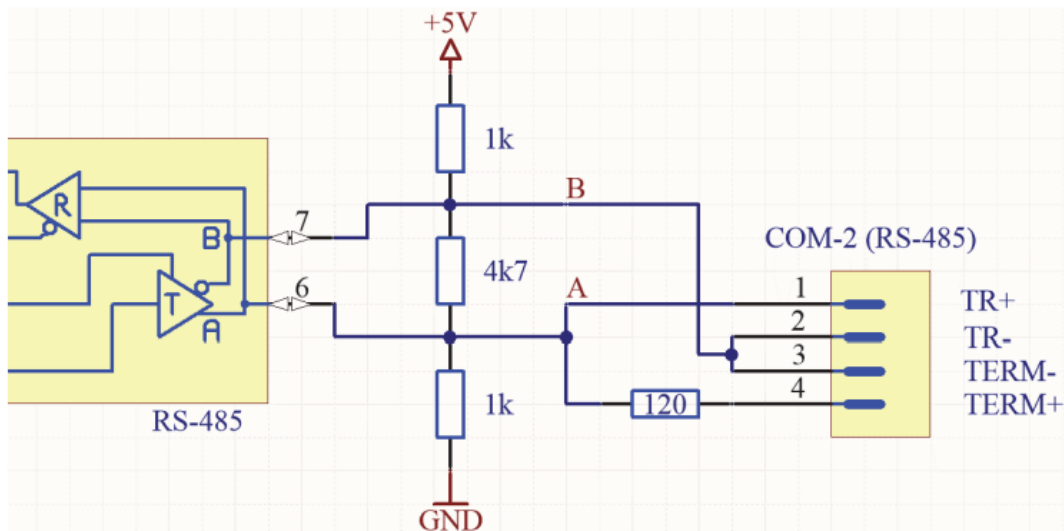 +5V
1k
R
B
7
B
COM-2 (RS-485)
4k7
T
A
6
A
1
TR+
2
TR-
3
TERM-
4
TERM+
1k
120
RS-485
GND